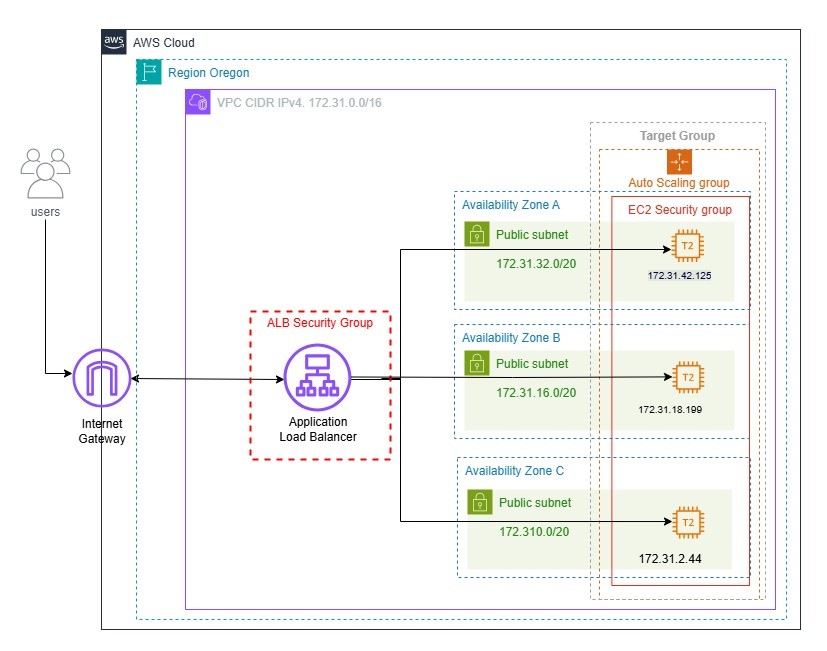 aws
AWS Cloud
Region Oregon
VPC CIDR IPv4. 172.31.0.0/16
users
Target Group
Auto Scaling group
Availability Zone A
EC2 Security group
Public subnet
T2
172.31.32.0/20
172.31.42.125
ALB Security Group
Availability Zone B
Public subnet
T2
172.31.16.0/20
172.31.18.199
Internet
Gateway
Application
Load Balancer
Availability Zone C
Public subnet
T2
172.310.0/20
172.31.2.44